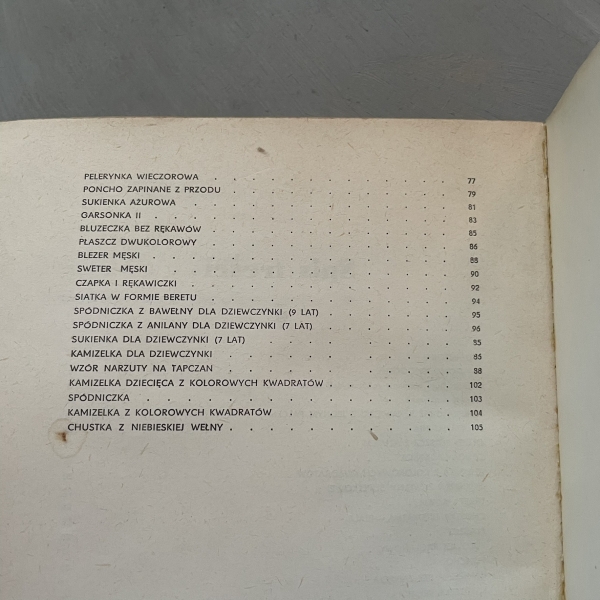 PELERYNKA WIECZOROWA . . . . . . . . . . . . 77
PONCHO ZAPINANE Z PRZODU . . . . . . . . . . . 79
SUKIENKA AŻUROWA . . . . . . . . . . . . . 81
GARSONKA II . . . . . . . . . . . . . . . 83
BLUZECZKA BEZ RĘKAWÓW . . . . . . . . . . . . 85
PŁASZCZ DWUKOLOROWY . . . . . . . . . . . . 86
BLEZER MĘSKI . . . . . . . . . . . . . . 88
SWETER MĘSKI . . . . . . . . . . . . . . 90
CZAPKA I RĘKAWICZKI . . . . . . . . . . . . . 92
SIATKA W FORMIE BERETU . . . . . . . . . . . . 94
SPÓDNICZKA Z BAWEŁNY DLA DZIEWCZYNKI (9 LAT) . . . . . . . 95
SPÓDNICZKA Z ANILANY DLA DZIEWCZYNKI (7 LAT) . . . . . . . 96
SUKIENKA DLA DZIEWCZYNKI (7 LAT) . . . . . . . . . . 85
KAMIZELKA DLA DZIEWCZYNKI . . . . . . . . . . . 86
WZÓR NARZUTY NA TAPCZAN . . . . . . . . . . . 88
KAMIZELKA DZIECIĘCA Z KOLOROWYCH KWADRATÓW . . . . . . . 102
SPÓDNICZKA . . . . . . . . . . . . . . . 103
KAMIZELKA Z KOLOROWYCH KWADRATÓW . . . . . . . . . 104
CHUSTKA Z NIEBIESKIEJ WEŁNY . . . . . . . . . . . 105